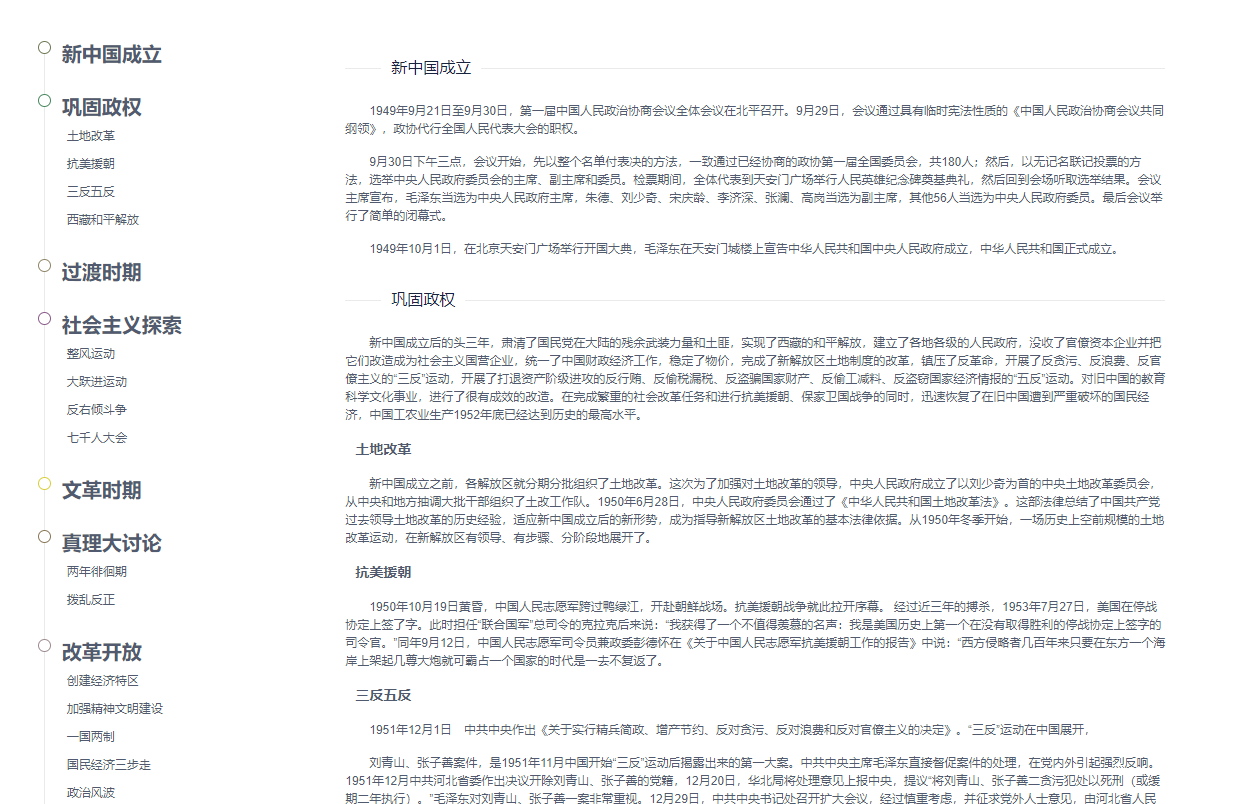 新中国成立
巩固政权
土地改革
抗美援朝
三反五反
西藏和平解放
过渡时期
社会主义探索
整风运动
大跃进运动
反右倾斗争
七千人大会
文革时期
真理大讨论
两年徘徊期
拨乱反正
改革开放
创建经济特区
加强精神文明建设
一国两制
国民经济三步走
政治风波
新中国成立
1949年9月21日至9月30日，第一届中国人民政治协商会议全体会议在北平召开。9月29日，会议通过具有临时宪法性质的《中国人民政治协商会议共同
纲领》，政协代行全国人民代表大会的职权。
9月30日下午三点，会议开始，先以整个名单付表决的方法，一致通过已经协商的政协第一届全国委员会，共180人；然后，以无记名联记投票的方
法，选举中央人民政府委员会的主席、副主席和委员。检票期间，全体代表到天安门广场举行人民英雄纪念碑奠基典礼，然后回到会场听取选举结果。会议
主席宣布，毛泽东当选为中央人民政府主席，朱德、刘少奇、宋庆龄、李济深、张澜、高岗当选为副主席，其他56人当选为中央人民政府委员。最后会议举
行了简单的闭幕式。
1949年10月1日，在北京天安门广场举行开国大典，毛泽东在天安门城楼上宣告中华人民共和国中央人民政府成立，中华人民共和国正式成立。
巩固政权
新中国成立后的头三年，肃清了国民党在大陆的残余武装力量和土匪，实现了西藏的和平解放，建立了各地各级的人民政府，没收了官僚资本企业并把
它们改造成为社会主义国营企业，统一了中国财政经济工作，稳定了物价，完成了新解放区土地制度的改革，镇压了反革命，开展了反贪污、反浪费、反官
僚主义的“三反”运动，开展了打退资产阶级进攻的反行贿、反偷税漏税、反盗骗国家财产、反偷工减料、反盗窃国家经济情报的“五反”运动。对旧中国的教育
科学文化事业，进行了很有成效的改造。在完成繁重的社会改革任务和进行抗美援朝、保家卫国战争的同时，迅速恢复了在旧中国遭到严重破坏的国民经
济，中国工农业生产1952年底已经达到历史的最高水平。
土地改革
新中国成立之前，各解放区就分期分批组织了土地改革。这次为了加强对土地改革的领导，中央人民政府成立了以刘少奇为首的中央土地改革委员会，
从中央和地方抽调大批干部组织了土改工作队。1950年6月28日，中央人民政府委员会通过了《中华人民共和国土地改革法》。这部法律总结了中国共产党
过去领导土地改革的历史经验，适应新中国成立后的新形势，成为指导新解放区土地改革的基本法律依据。从1950年冬季开始，一场历史上空前规模的土地
改革运动，在新解放区有领导、有步骤、分阶段地展开了。
抗美援朝
1950年10月19日黄昏，中国人民志愿军跨过鸭绿江，开赴朝鲜战场。抗美援朝战争就此拉开序幕。 经过近三年的搏杀，1953年7月27日，美国在停战
协定上签了字。此时担任“联合国军”总司令的克拉克后来说：“我获得了一个不值得羡慕的名声：我是美国历史上第一个在没有取得胜利的停战协定上签字的
司令官。”同年9月12日，中国人民志愿军司令员兼政委彭德怀在《关于中国人民志愿军抗美援朝工作的报告》中说：“西方侵略者几百年来只要在东方一个海
岸上架起几尊大炮就可霸占一个国家的时代是一去不复返了。
三反五反
1951年12月1日　中共中央作出《关于实行精兵简政、增产节约、反对贪污、反对浪费和反对官僚主义的决定》。“三反”运动在中国展开，
刘青山、张子善案件，是1951年11月中国开始“三反”运动后揭露出来的第一大案。中共中央主席毛泽东直接督促案件的处理，在党内外引起强烈反响。
1951年12月中共河北省委作出决议开除刘青山、张子善的党籍，12月20日，华北局将处理意见上报中央，提议“将刘青山、张子善二贪污犯处以死刑（或缓
期二年执行）。”毛泽东对刘青山、张子善一案非常重视。12月29日，中共中央书记处召开扩大会议，经过慎重考虑，并征求党外人士意见，由河北省人民